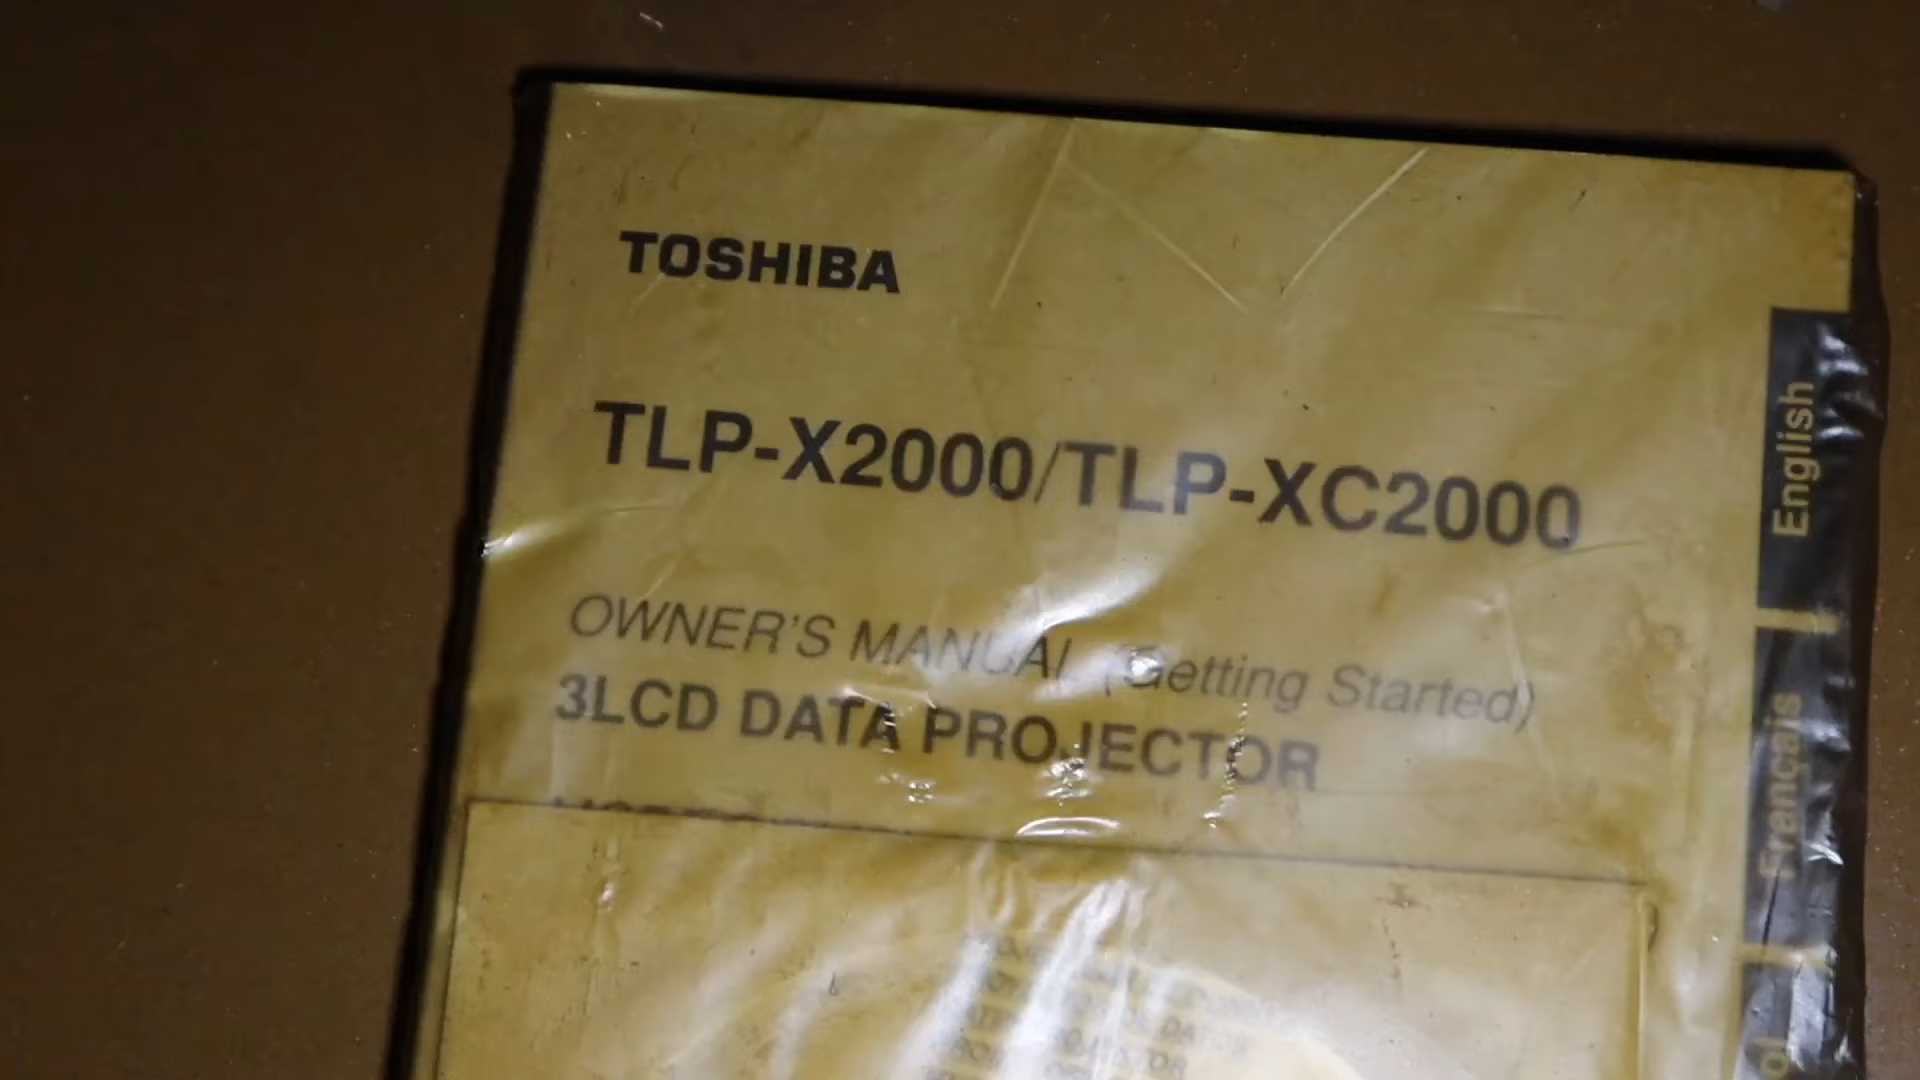 TOSHIBA
TLP-X2000/TLP-XC2000
OWNER'S MANUAL (Getting Started)
3LCD DATA PROJECTOR
English
Français